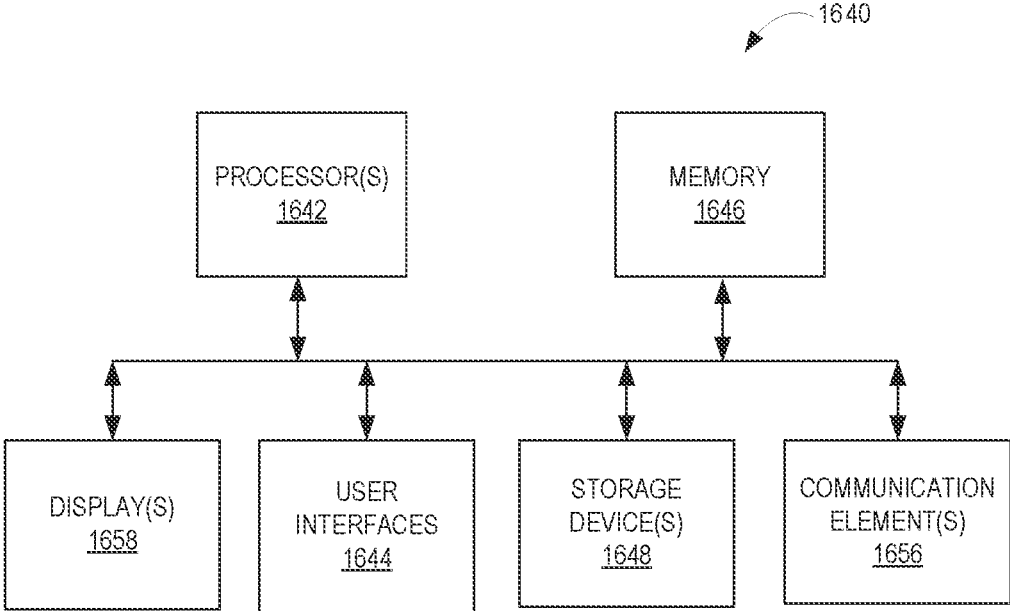 1640
PROCESSOR(S)
1642
MEMORY
1646
DISPLAY(S)
1658
USER
INTERFACES
1644
STORAGE
DEVICE(S)
1648
COMMUNICATION
ELEMENT(S)
1656